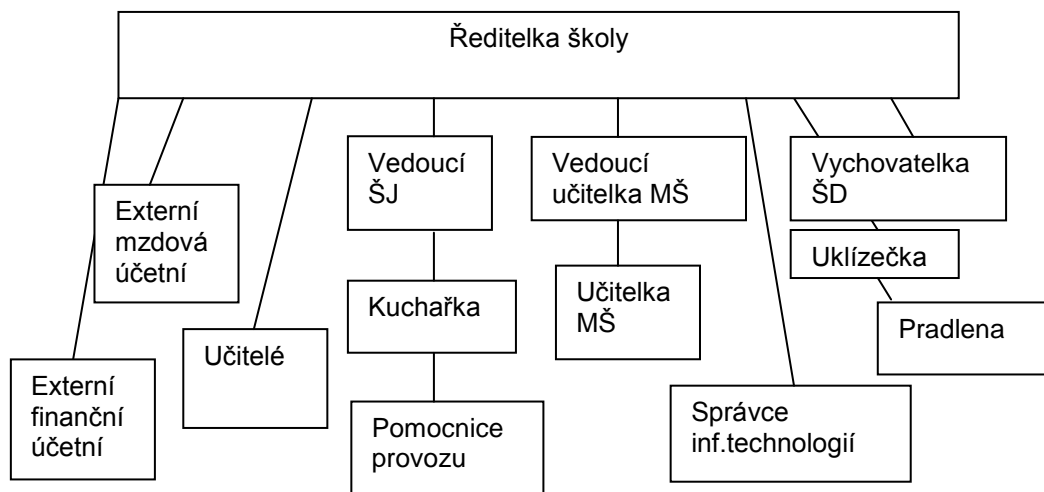 Ředitelka školy
Externí
mzdová
účetní
Externí
finanční
účetní
Učitelé
Vedoucí
ŠJ
Kuchařka
Pomocnice
provozu
Vedoucí
učitelka MŠ
Učitelka
MŠ
Správce
inf.technologií
Vychovatelka
ŠD
Uklízečka
Pradlena